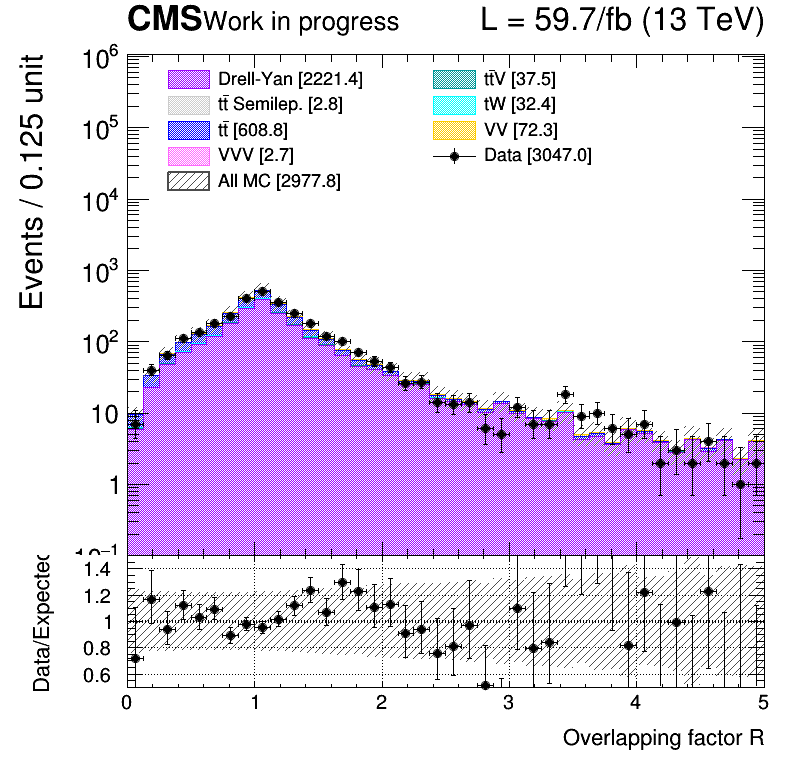 CMS Work in progress L = 59.7/fb (13 TeV)
Events / 0.125 unit
10⁶
10⁵
10⁴
10³
10²
10
1
10⁻¹
Drell-Yan [2221.4]
tt̄ Semilep. [2.8]
tt̄ [608.8]
VVV [2.7]
All MC [2977.8]
tt̄V [37.5]
tW [32.4]
VV [72.3]
Data [3047.0]
Data/Expected
1.4
1.2
1
0.8
0.6
0 1 2 3 4 5
Overlapping factor R